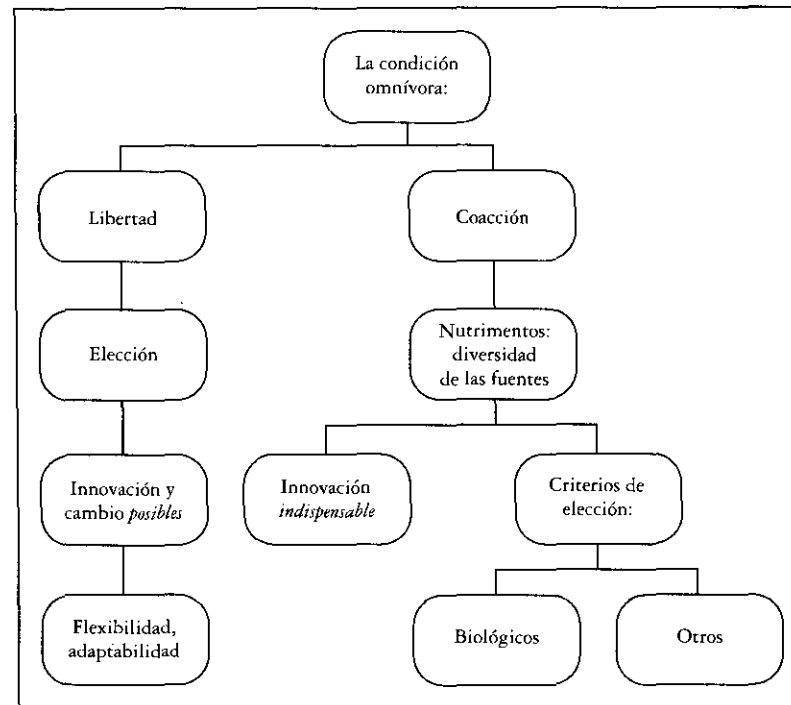 La condición
omnívora:
Libertad
Coacción
Elección
Nutrimentos:
diversidad
de las fuentes
Innovación y
cambio posibles
Innovación
indispensable
Criterios de
elección:
Flexibilidad,
adaptabilidad
Biológicos
Otros